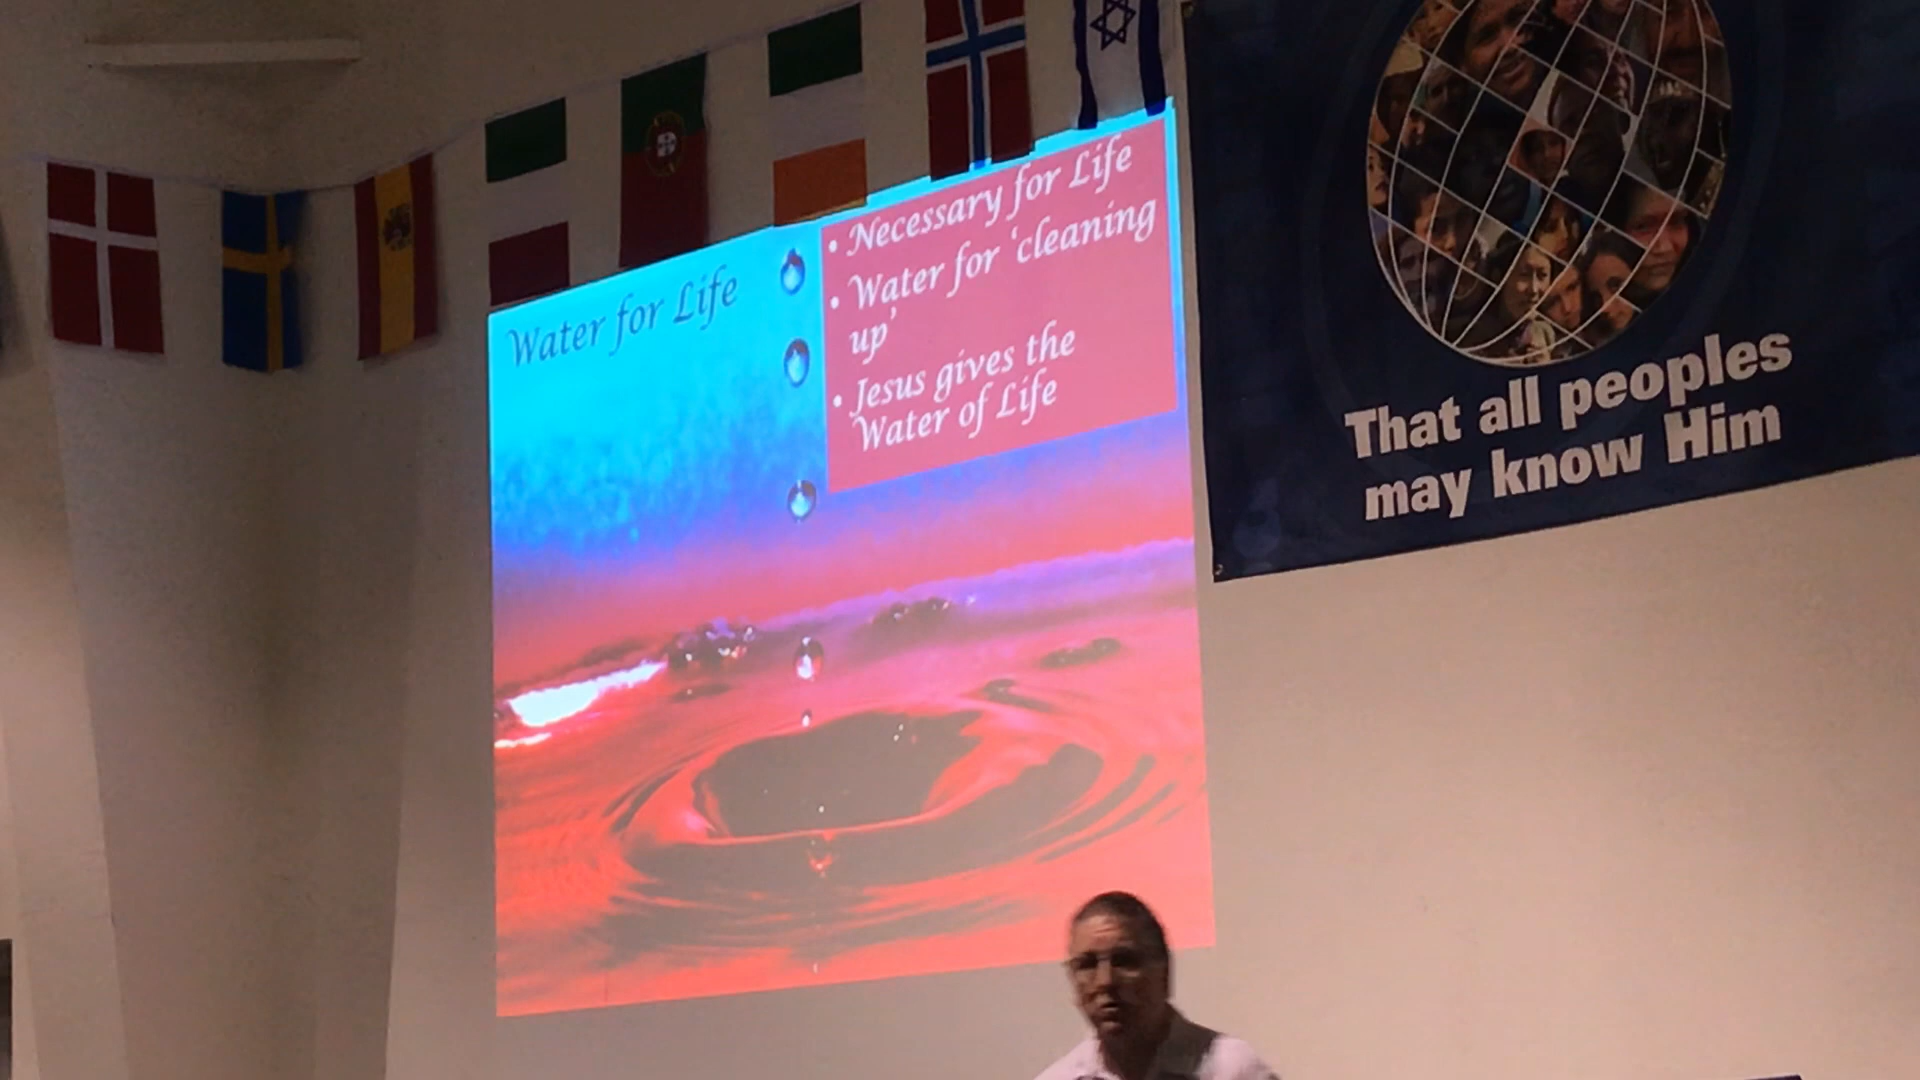 Water for Life
• Necessary for Life
• Water for 'cleaning
up'
• Jesus gives the
Water of Life
That all peoples
may know Him